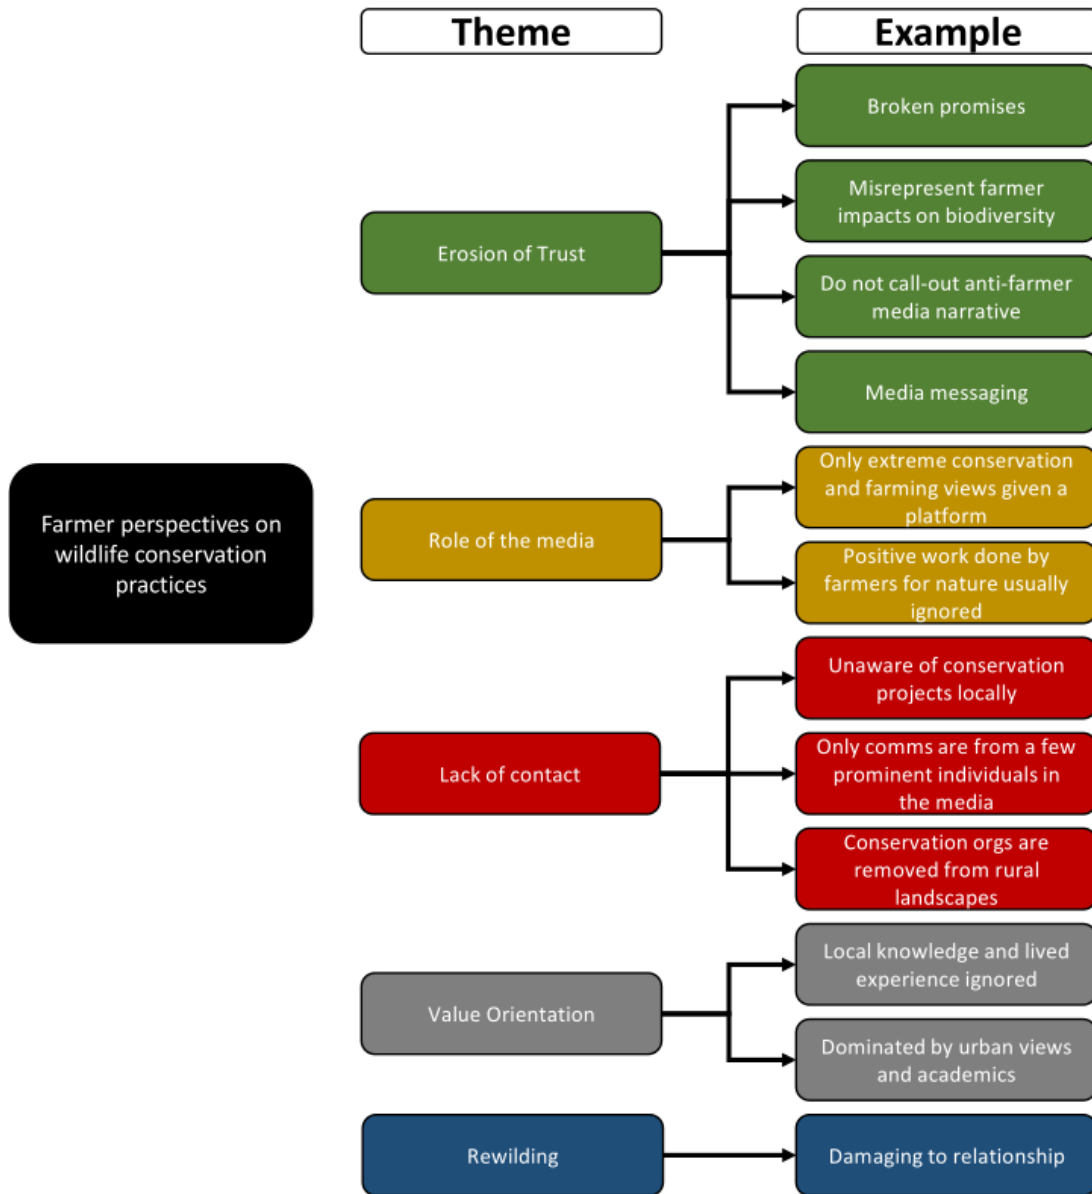 Theme
Example
Broken promises
Misrepresent farmer
impacts on biodiversity
Erosion of Trust
Do not call-out anti-farmer
media narrative
Media messaging
Only extreme conservation
and farming views given a
platform
Farmer perspectives on
wildlife conservation
practices
Role of the media
Positive work done by
farmers for nature usually
ignored
Unaware of conservation
projects locally
Lack of contact
Only comms are from a few
prominent individuals in
the media
Conservation orgs are
removed from rural
landscapes
Local knowledge and lived
experience ignored
Value Orientation
Dominated by urban views
and academics
Rewilding
Damaging to relationship